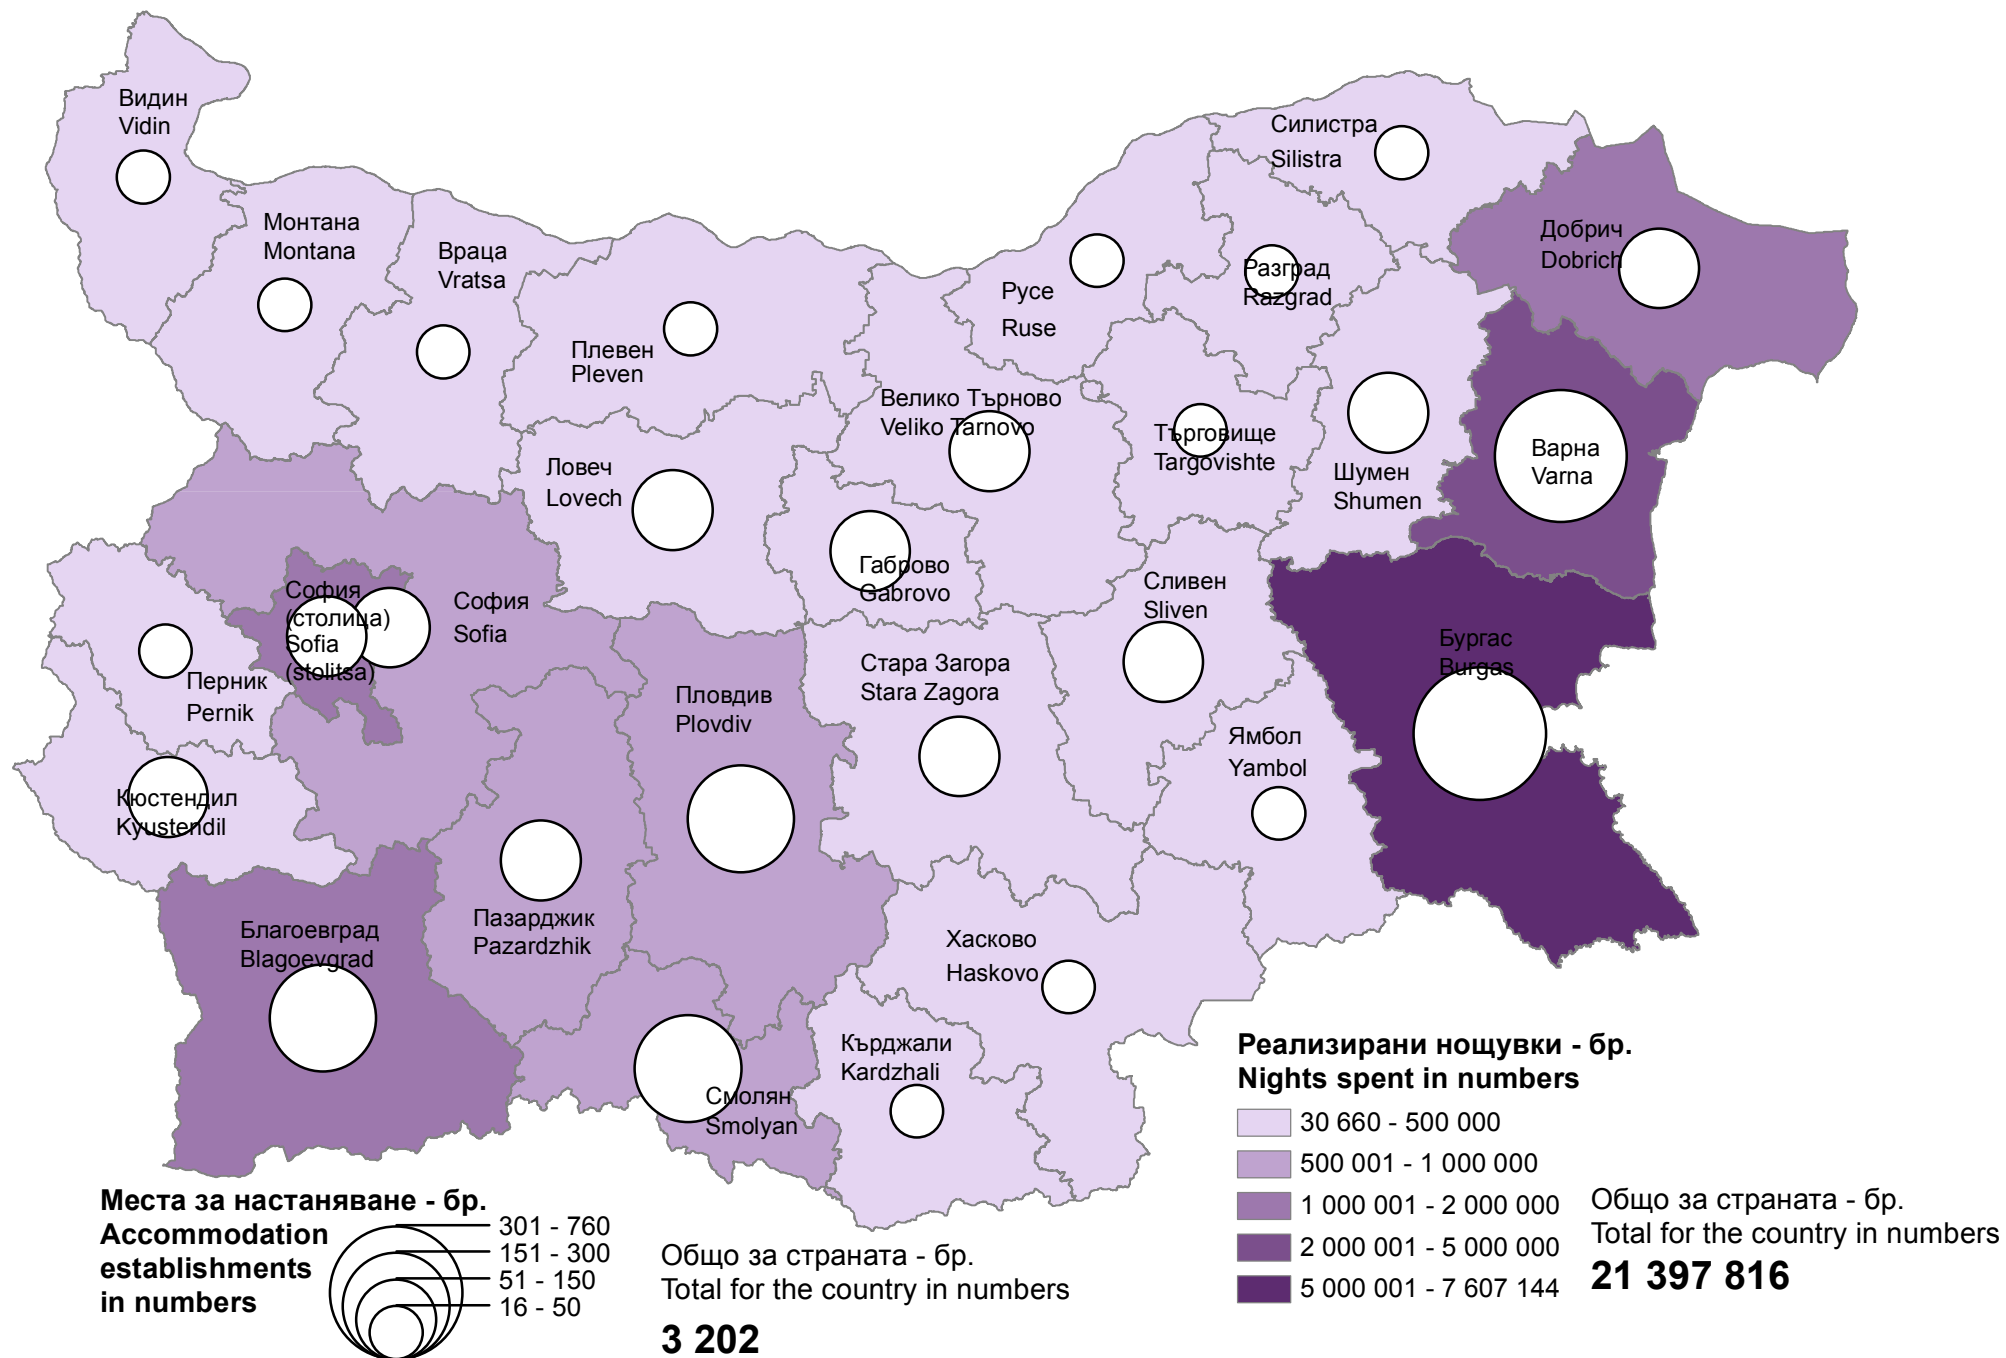 Видин
Vidin
Монтана
Montana
Враца
Vratsa
Плевен
Pleven
Русе
Ruse
Силистра
Silistra
Разград
Razgrad
Добрич
Dobrich
Велико Търново
Veliko Tarnovo
Търговище
Targovishte
Шумен
Shumen
Варна
Varna
Ловеч
Lovech
Габрово
Gabrovo
Сливен
Sliven
Бургас
Burgas
София
(столица)
Sofia
(stolitsa)
София
Sofia
Перник
Pernik
Пловдив
Plovdiv
Стара Загора
Stara Zagora
Ямбол
Yambol
Кюстендил
Kyustendil
Благоевград
Blagoevgrad
Пазарджик
Pazardzhik
Хасково
Haskovo
Кърджали
Kardzhali
Смолян
Smolyan
Реализирани нощувки - бр.
Nights spent in numbers
30 660 - 500 000
500 001 - 1 000 000
1 000 001 - 2 000 000
2 000 001 - 5 000 000
5 000 001 - 7 607 144
Общо за страната - бр.
Total for the country in numbers
21 397 816
Места за настаняване - бр.
Accommodation
establishments
in numbers
301 - 760
151 - 300
51 - 150
16 - 50
Общо за страната - бр.
Total for the country in numbers
3 202